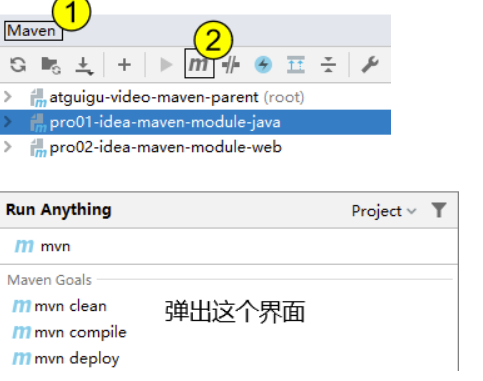 1
Maven
2
m
atguigu-video-maven-parent (root)
pro01-idea-maven-module-java
pro02-idea-maven-module-web
Run Anything Project
m mvn
Maven Goals
m mvn clean
弹出这个界面
m mvn compile
m mvn deploy